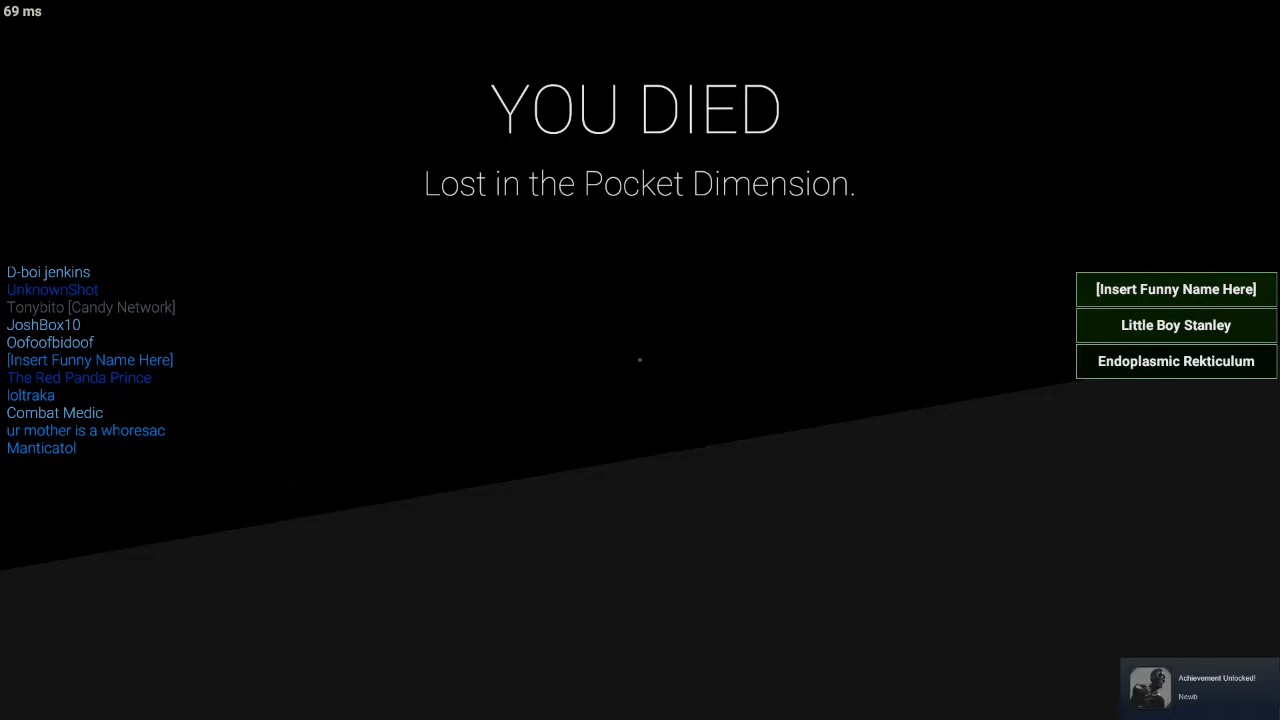 69 ms
YOU DIED
Lost in the Pocket Dimension.
D-boi jenkins
UnknownShot
Tonybito [Candy Network]
JoshBox10
Oofoofbidoof
[Insert Funny Name Here]
The Red Panda Prince
loltraka
Combat Medic
ur mother is a whoresac
Manticatol
[Insert Funny Name Here]
Little Boy Stanley
Endoplasmic Rekticulum
Achievement Unlocked!
Newb